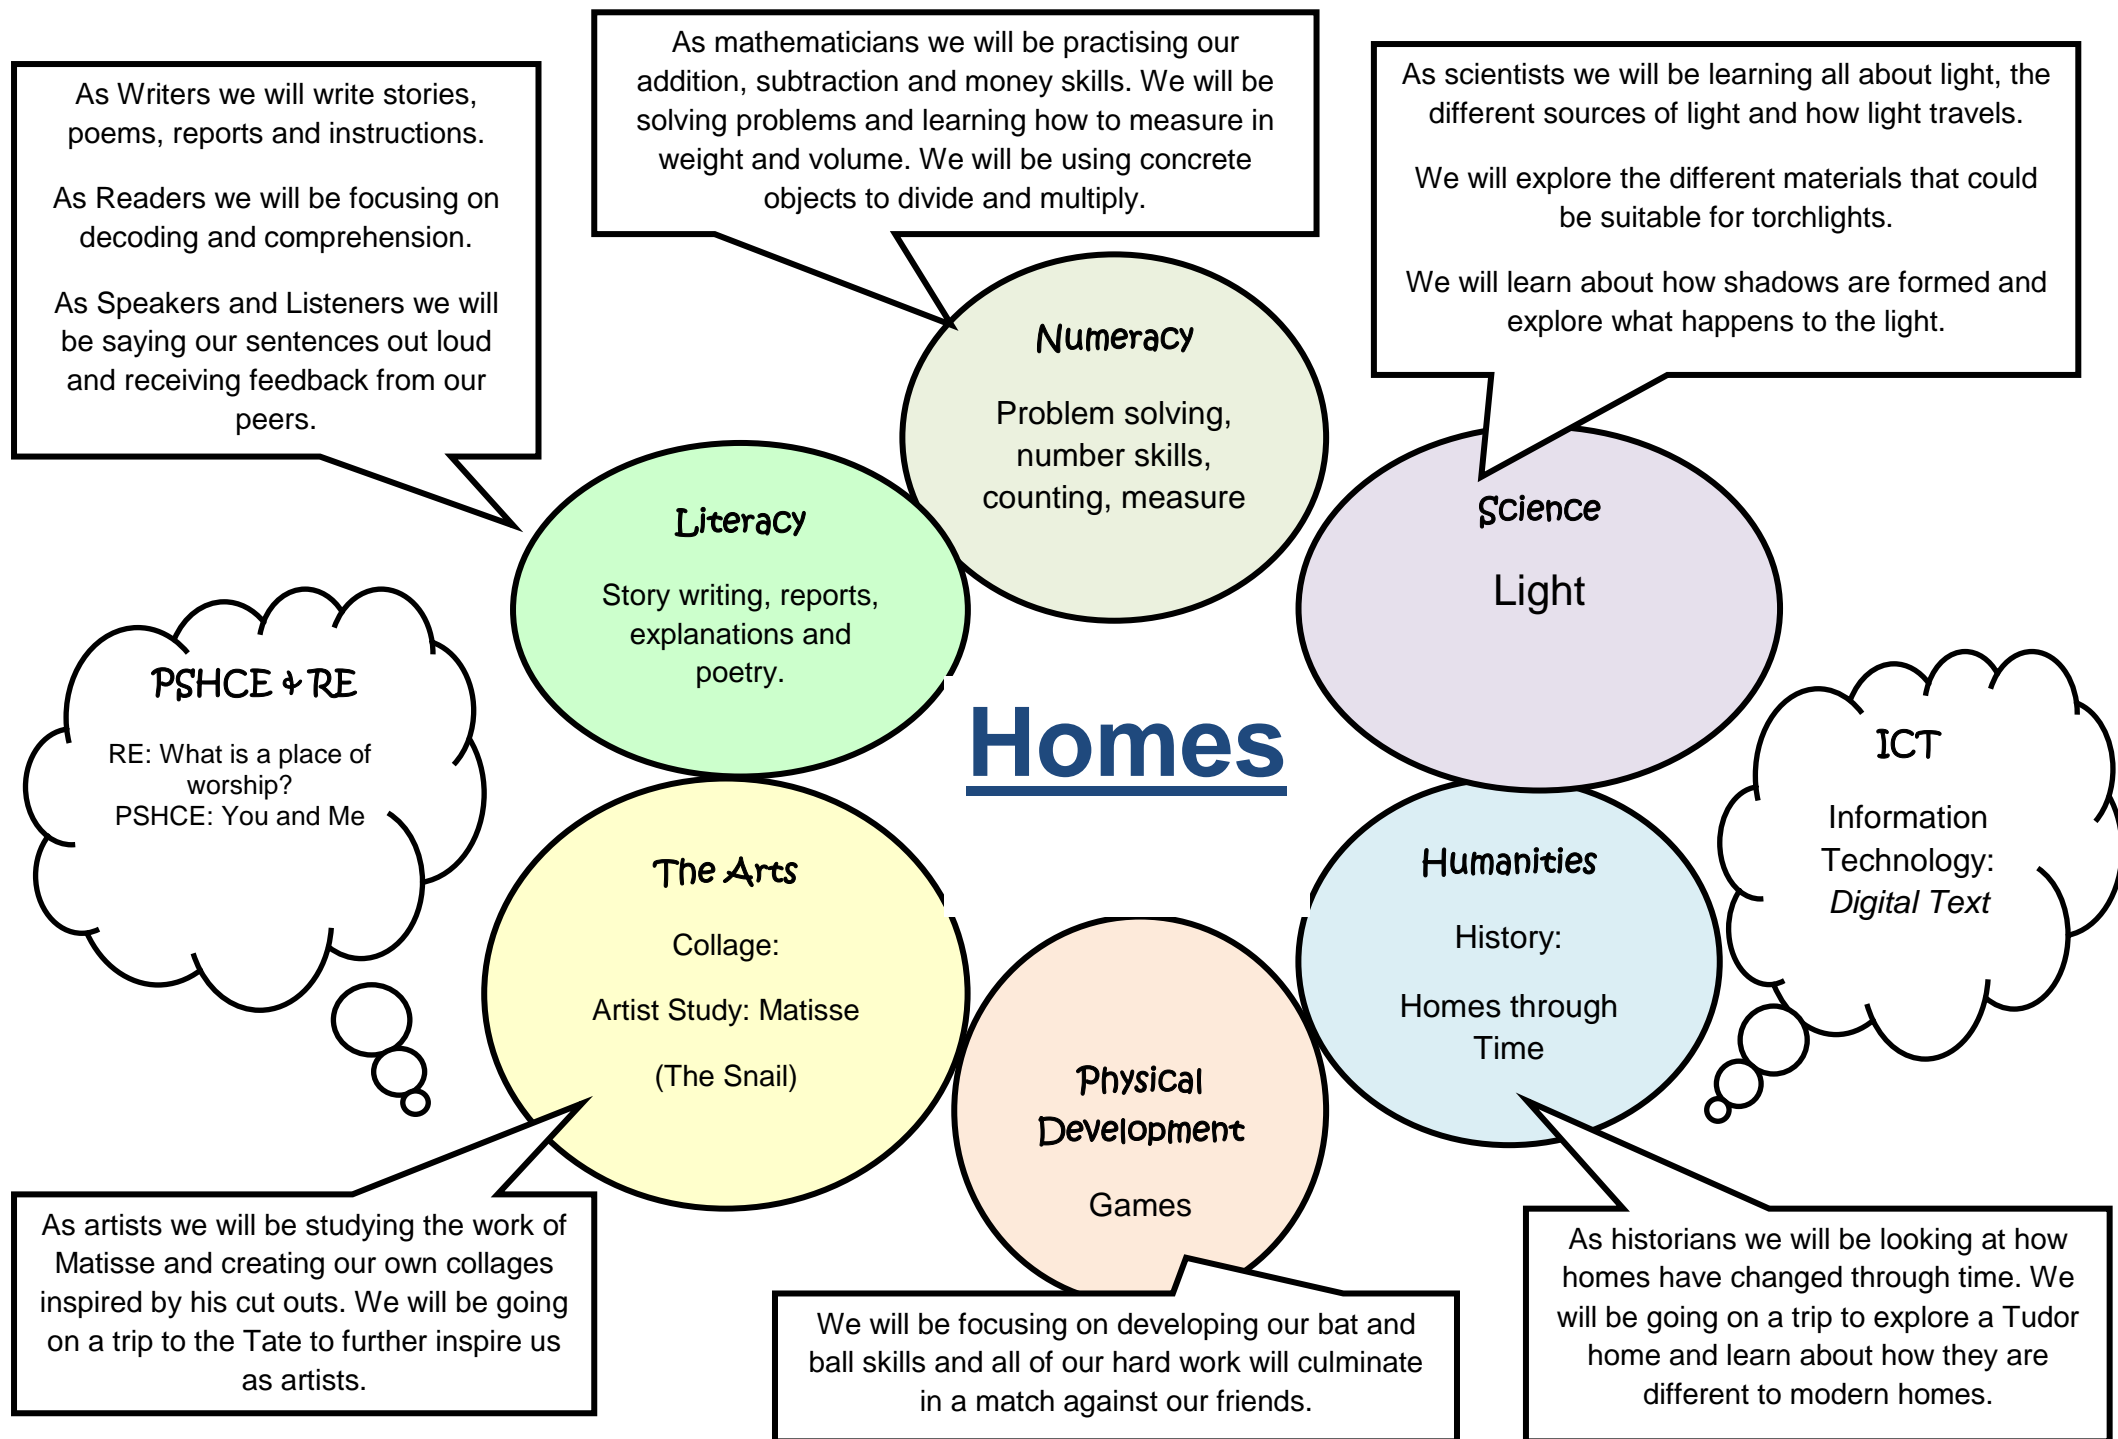 As Writers we will write stories,
poems, reports and instructions.
As Readers we will be focusing on
decoding and comprehension.
As Speakers and Listeners we will
be saying our sentences out loud
and receiving feedback from our
peers.
As mathematicians we will be practising our
addition, subtraction and money skills. We will be
solving problems and learning how to measure in
weight and volume. We will be using concrete
objects to divide and multiply.
As scientists we will be learning all about light, the
different sources of light and how light travels.
We will explore the different materials that could
be suitable for torchlights.
We will learn about how shadows are formed and
explore what happens to the light.
Numeracy
Problem solving,
number skills,
counting, measure
Literacy
Story writing, reports,
explanations and
poetry.
Science
Light
PSHCE & RE
RE: What is a place of
worship?
PSHCE: You and Me
Homes
ICT
Information
Technology:
Digital Text
The Arts
Collage:
Artist Study: Matisse
(The Snail)
Humanities
History:
Homes through
Time
Physical
Development
Games
As artists we will be studying the work of
Matisse and creating our own collages
inspired by his cut outs. We will be going
on a trip to the Tate to further inspire us
as artists.
We will be focusing on developing our bat and
ball skills and all of our hard work will culminate
in a match against our friends.
As historians we will be looking at how
homes have changed through time. We
will be going on a trip to explore a Tudor
home and learn about how they are
different to modern homes.